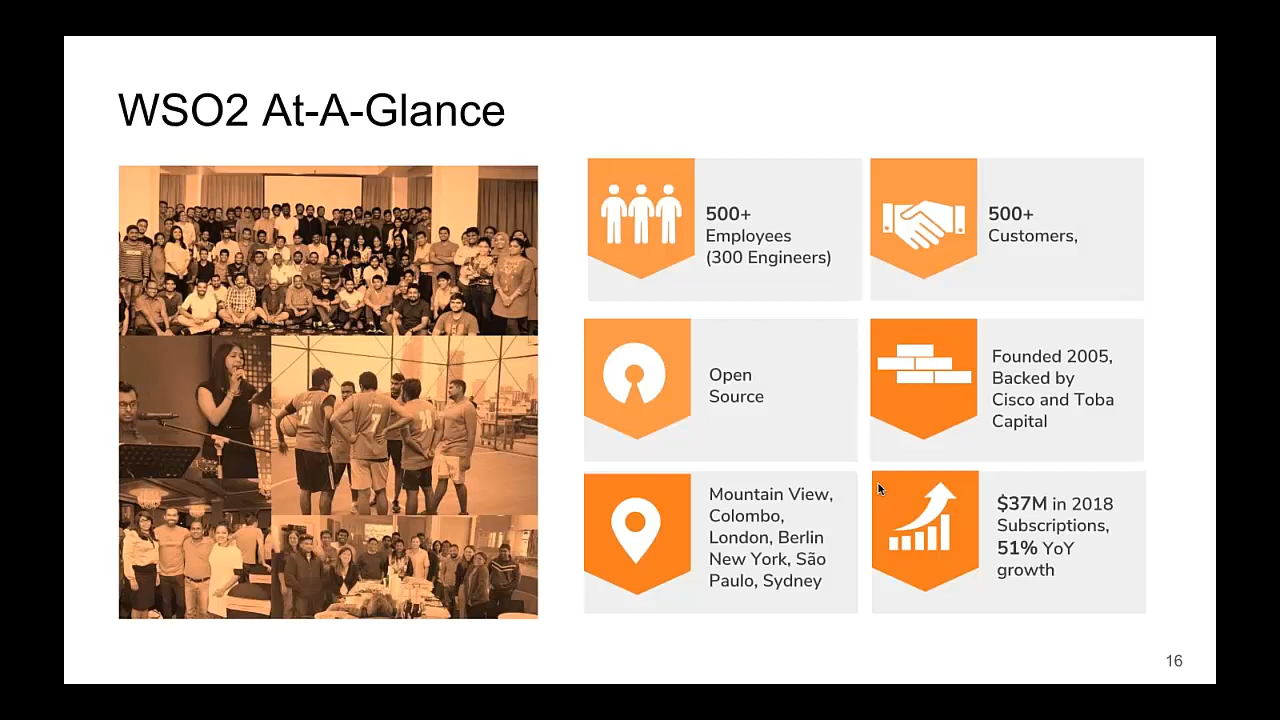 WSO2 At-A-Glance
500+
Employees
(300 Engineers)
500+
Customers,
Open
Source
Founded 2005,
Backed by
Cisco and Toba
Capital
Mountain View,
Colombo,
London, Berlin
New York, São
Paulo, Sydney
$37M in 2018
Subscriptions,
51% YoY
growth
16